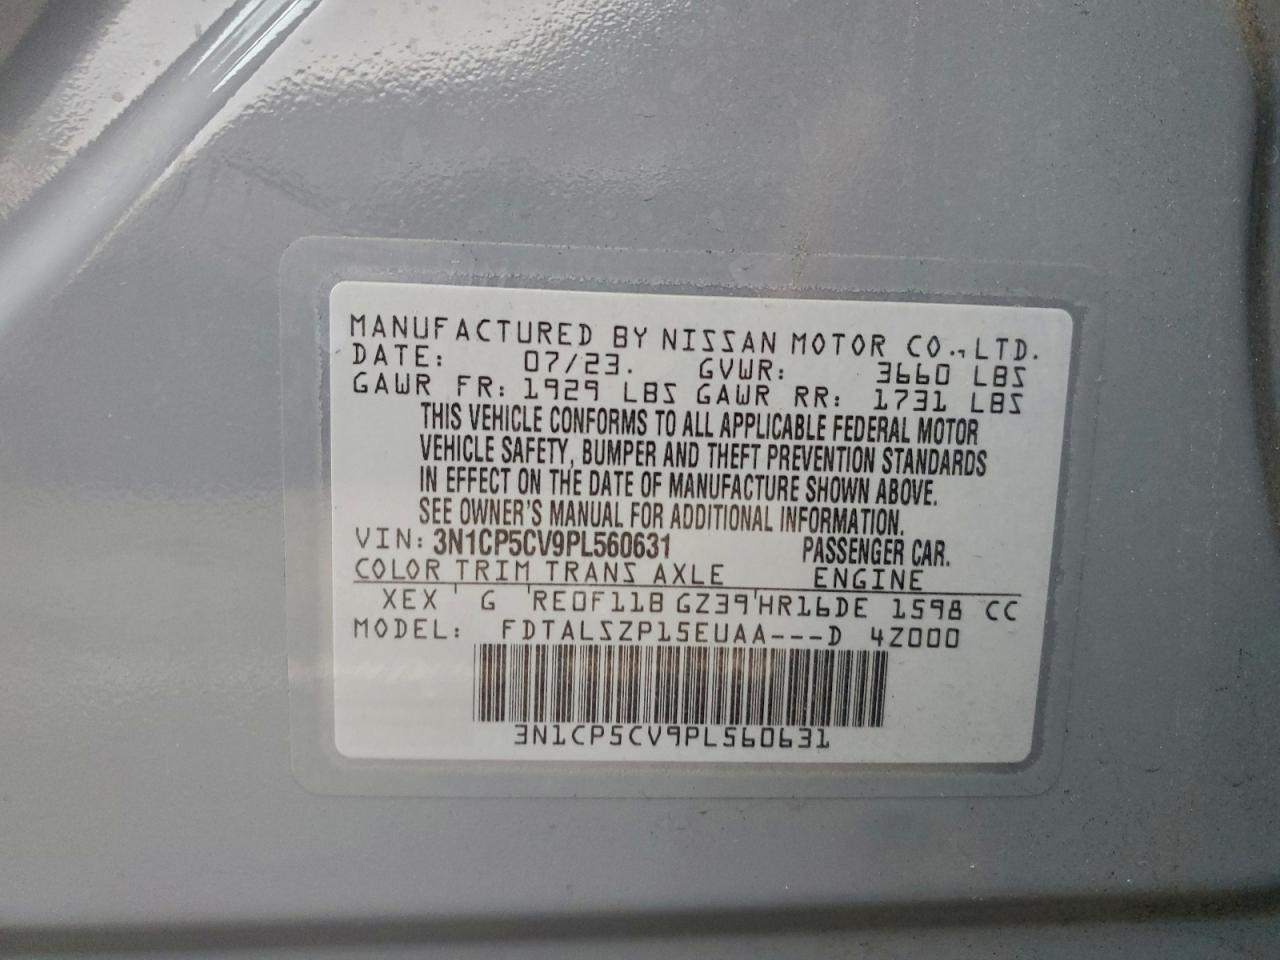 MANUFACTURED BY NISSAN MOTOR CO., LTD.
DATE: 07/23. GVWR: 3660 LBS
GAWR FR: 1929 LBS GAWR RR: 1731 LBS
THIS VEHICLE CONFORMS TO ALL APPLICABLE FEDERAL MOTOR
VEHICLE SAFETY, BUMPER AND THEFT PREVENTION STANDARDS
IN EFFECT ON THE DATE OF MANUFACTURE SHOWN ABOVE.
SEE OWNER'S MANUAL FOR ADDITIONAL INFORMATION.
VIN: 3N1CP5CV9PL560631 PASSENGER CAR.
COLOR TRIM TRANS AXLE ENGINE
XEX ' G 'RE0F11B GZ39'HR16DE 1598 CC
MODEL: FDTALSZP15EUAA---D 4Z000
3N1CP5CV9PL560631